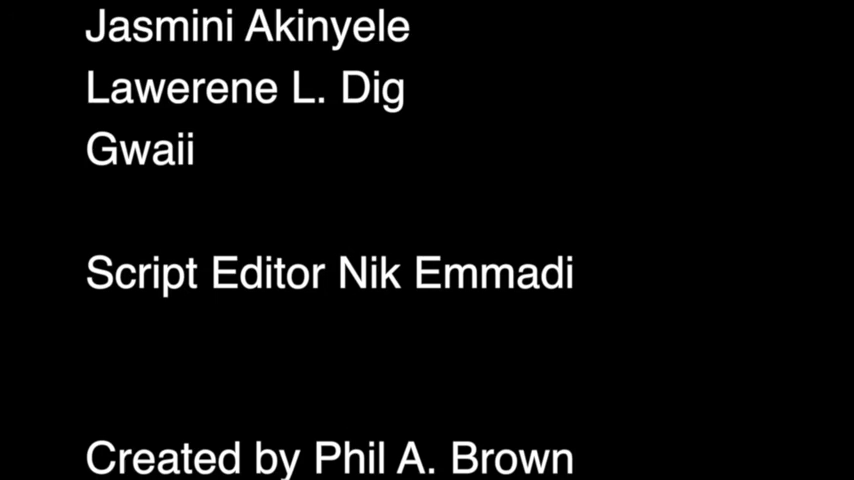 Jasmini Akinyele
Lawerene L. Dig
Gwaii
Script Editor Nik Emmadi
Created by Phil A. Brown